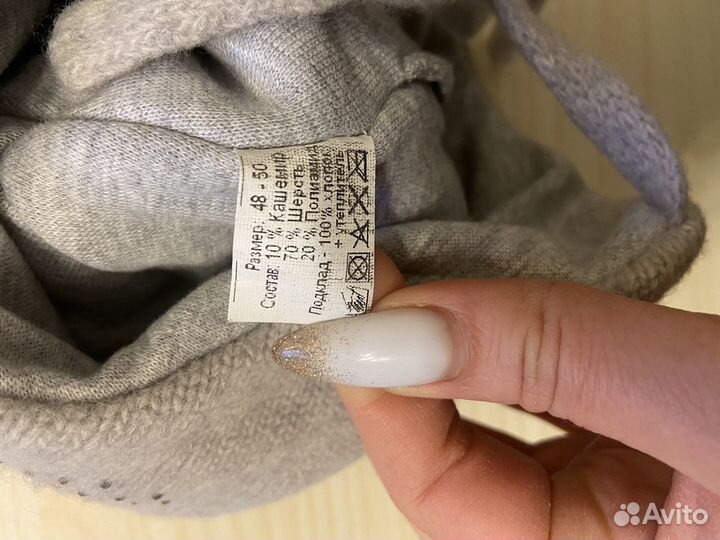 Размер: 48 - 50
Состав: 10 % Кашемир
70 % Шерсть
20 % Полиамид
Подклад - 100% хлопок
+ утеплитель
Avito